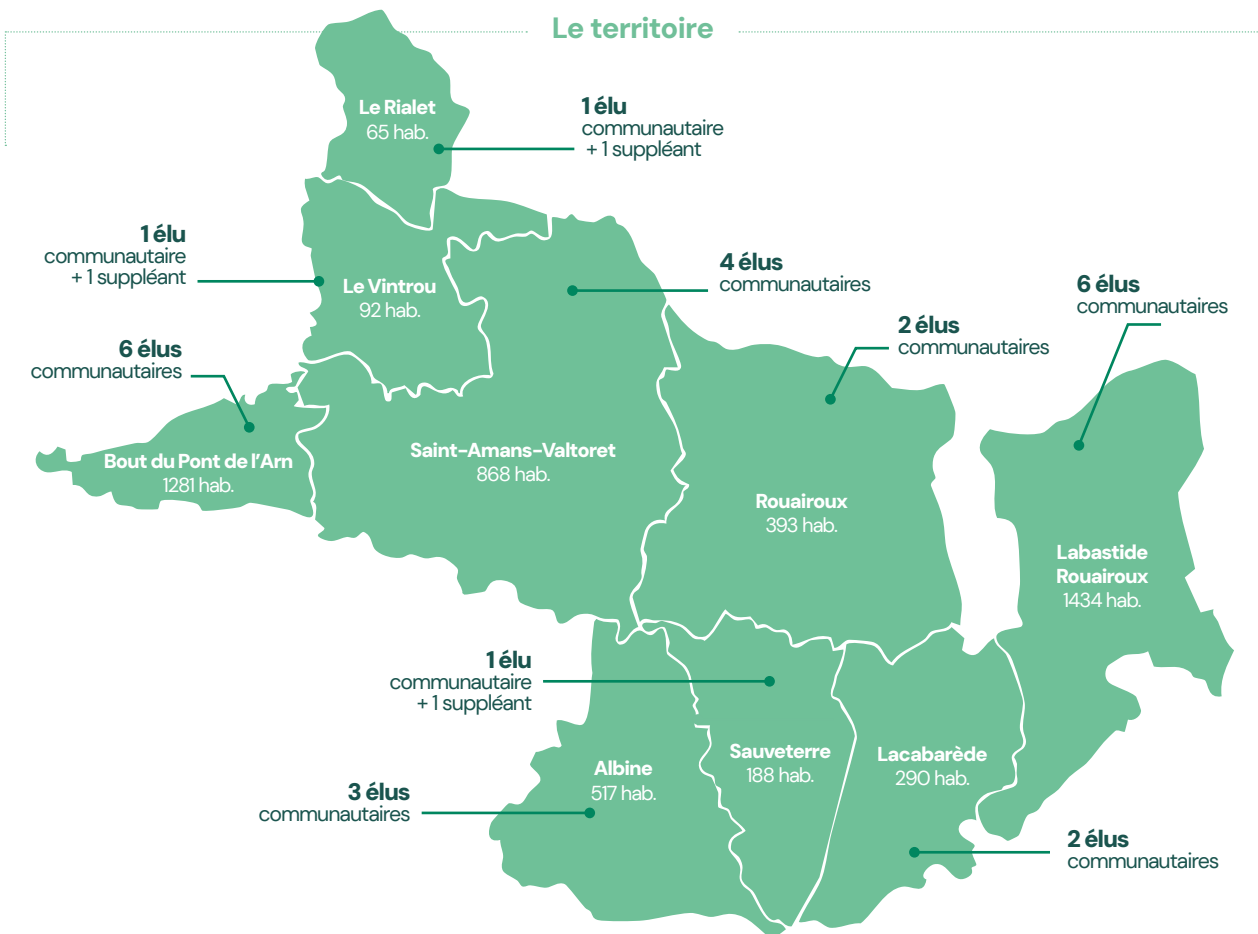 Le territoire
Le Rialet
65 hab.
1 élu
communautaire
+ 1 suppléant
1 élu
communautaire
+ 1 suppléant
Le Vintrou
92 hab.
4 élus
communautaires
6 élus
communautaires
2 élus
communautaires
6 élus
communautaires
Bout du Pont de l'Arn
1281 hab.
Saint-Amans-Valtoret
868 hab.
Rouairoux
393 hab.
Labastide
Rouairoux
1434 hab.
1 élu
communautaire
+ 1 suppléant
Albine
517 hab.
Sauveterre
188 hab.
Lacabarède
290 hab.
3 élus
communautaires
2 élus
communautaires